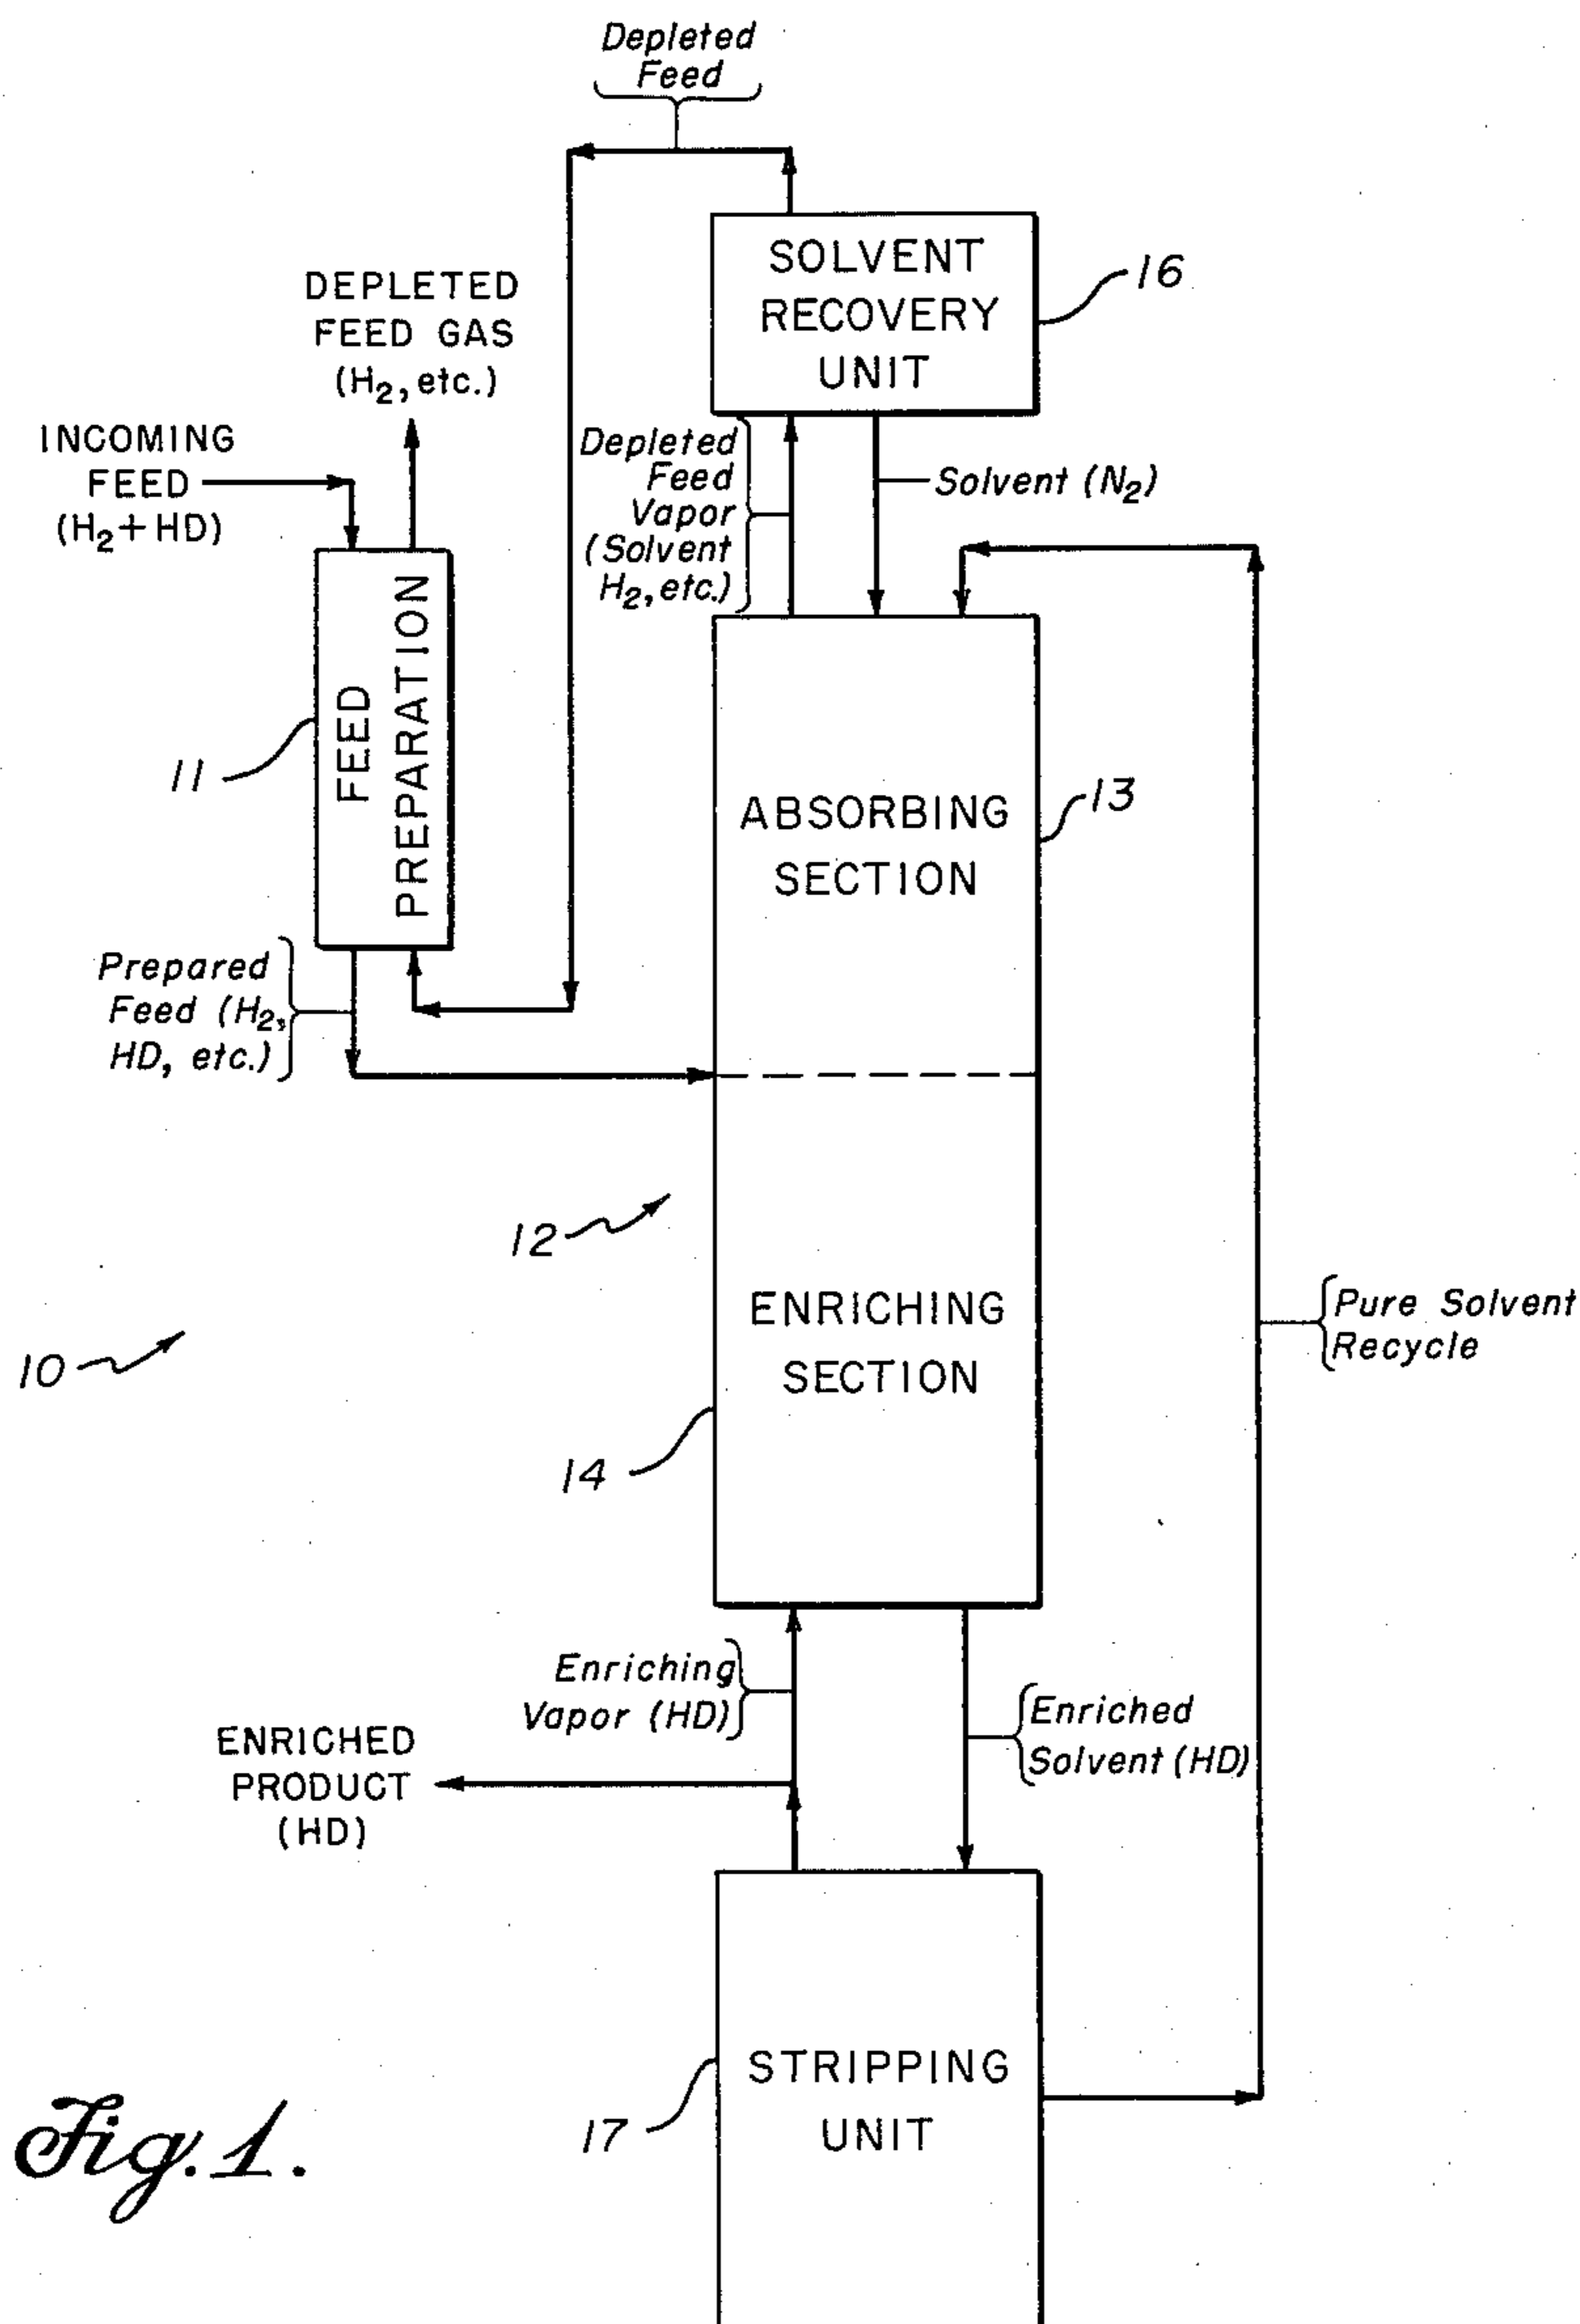 Depleted
Feed
SOLVENT
RECOVERY
UNIT
16
DEPLETED
FEED GAS
(H₂, etc.)
INCOMING
FEED
(H₂+HD)
Depleted
Feed
Vapor
(Solvent
H₂, etc.)
Solvent (N₂)
FEED
PREPARATION
11
ABSORBING
SECTION
13
Prepared
Feed (H₂,
HD, etc.)
12
ENRICHING
SECTION
10
14
Pure Solvent
Recycle
Enriching
Vapor (HD)
Enriched
Solvent (HD)
ENRICHED
PRODUCT
(HD)
STRIPPING
UNIT
17
Fig. 1.